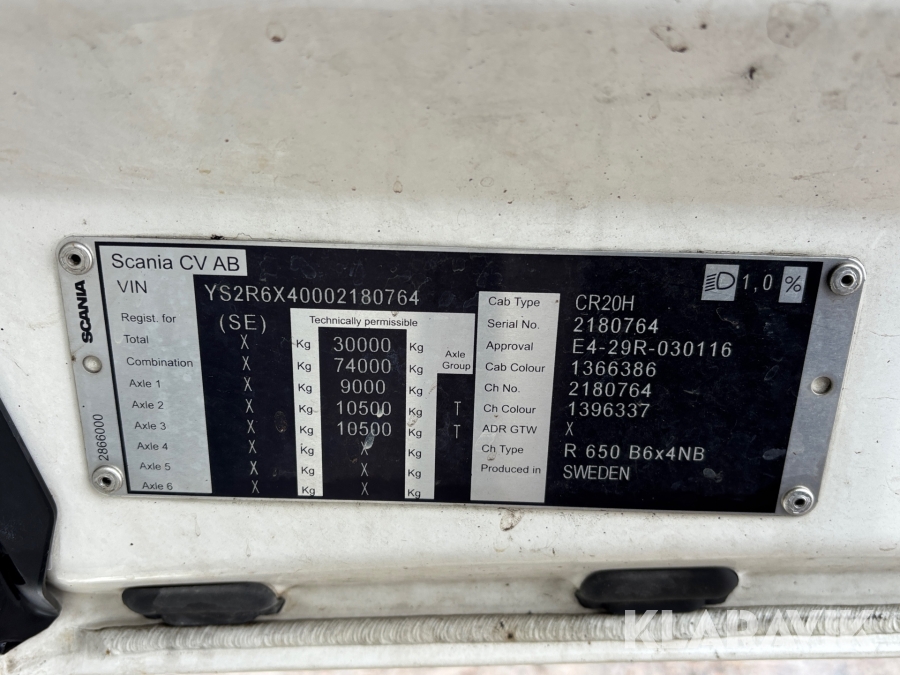 Scania CV AB
VIN YS2R6X40002180764
Regist. for (SE) Technically permissible
Total X Kg 30000 Kg Axle Group
Combination X Kg 74000 Kg
Axle 1 X Kg 9000 Kg
Axle 2 X Kg 10500 Kg T
Axle 3 X Kg 10500 Kg T
Axle 4 X Kg X Kg
Axle 5 X Kg X Kg
Axle 6 X Kg X Kg
1,0 %
Cab Type CR20H
Serial No. 2180764
Approval E4-29R-030116
Cab Colour 1366386
Ch No. 2180764
Ch Colour 1396337
ADR GTW X
Ch Type R 650 B6x4NB
Produced in SWEDEN
SCANIA
2866000
KLARAVIK